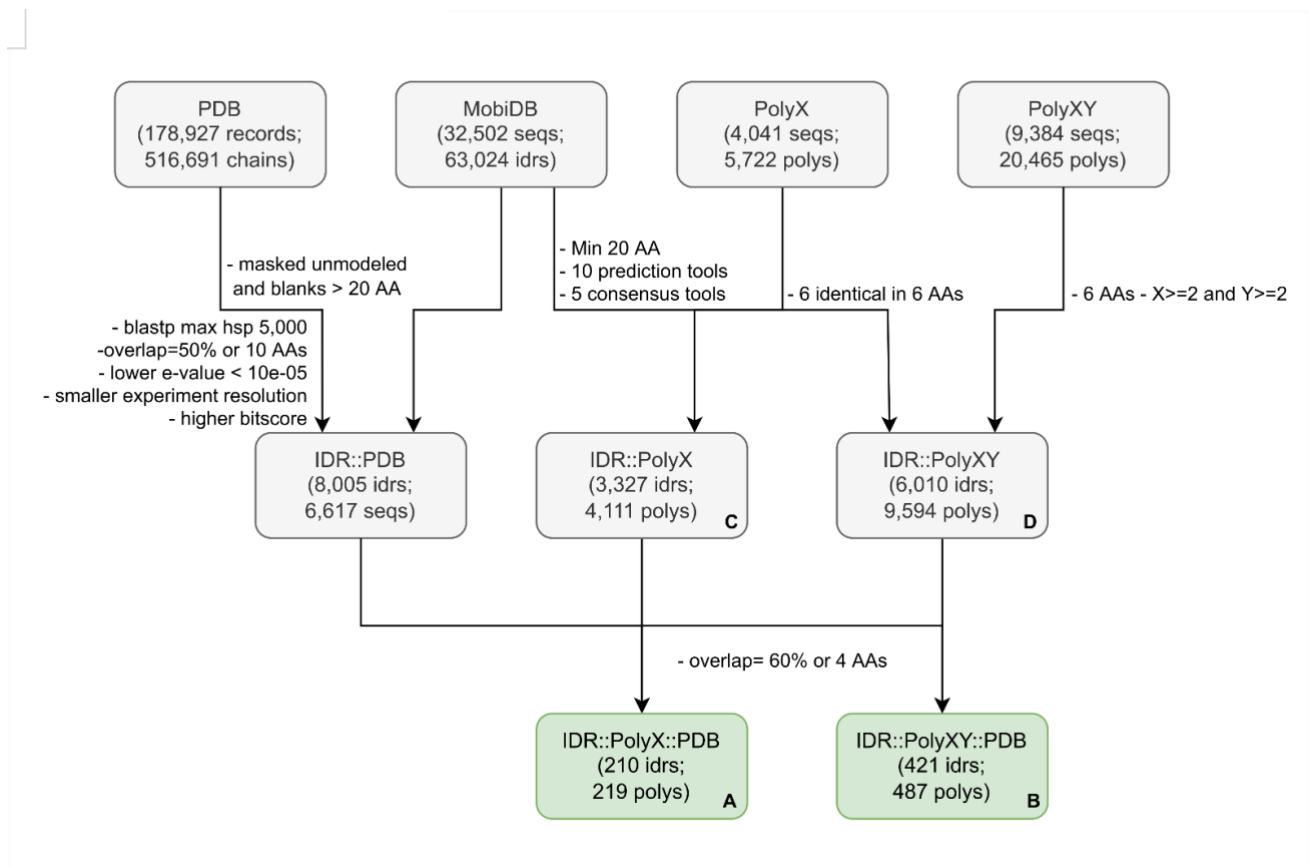 PDB
(178,927 records;
516,691 chains)
MobiDB
(32,502 seqs;
63,024 idrs)
PolyX
(4,041 seqs;
5,722 polys)
PolyXY
(9,384 seqs;
20,465 polys)
- masked unmodeled
and blanks > 20 AA
- Min 20 AA
- 10 prediction tools
- 5 consensus tools
- 6 identical in 6 AAs
- 6 AAs - X>=2 and Y>=2
- blastp max hsp 5,000
-overlap=50% or 10 AAs
- lower e-value < 10e-05
- smaller experiment resolution
- higher bitscore
IDR::PDB
(8,005 idrs;
6,617 seqs)
IDR::PolyX
(3,327 idrs;
4,111 polys)
C
IDR::PolyXY
(6,010 idrs;
9,594 polys)
D
- overlap= 60% or 4 AAs
IDR::PolyX::PDB
(210 idrs;
219 polys)
A
IDR::PolyXY::PDB
(421 idrs;
487 polys)
B